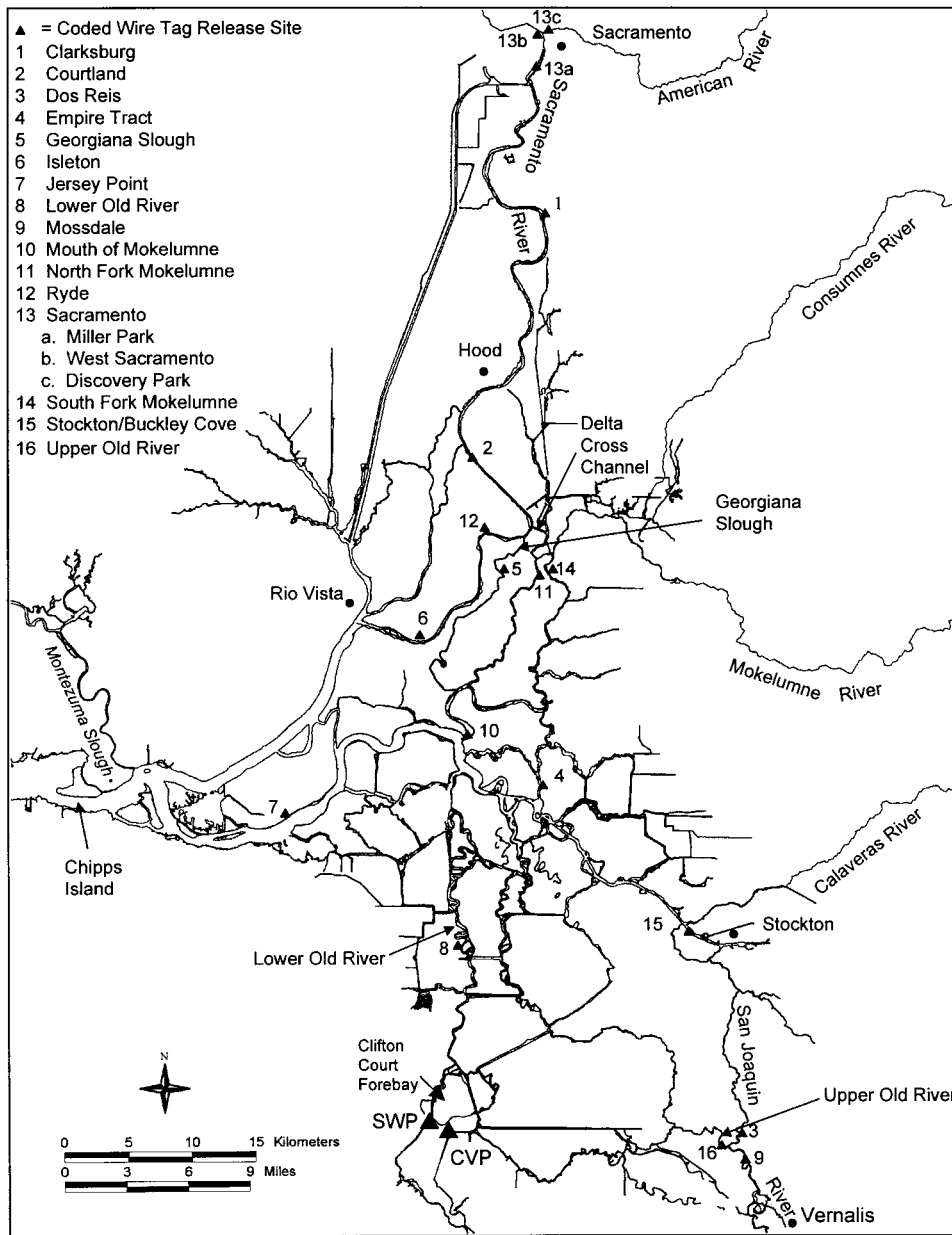 ▲ = Coded Wire Tag Release Site
1 Clarksburg
2 Courtland
3 Dos Reis
4 Empire Tract
5 Georgiana Slough
6 Isleton
7 Jersey Point
8 Lower Old River
9 Mossdale
10 Mouth of Mokelumne
11 North Fork Mokelumne
12 Ryde
13 Sacramento
a. Miller Park
b. West Sacramento
c. Discovery Park
14 South Fork Mokelumne
15 Stockton/Buckley Cove
16 Upper Old River
13c
13b
Sacramento
13a
American River
Sacramento
River
1
Consumnes River
Hood
2
Delta
Cross
Channel
Georgiana
Slough
12
5
14
11
Rio Vista
6
Mokelumne
River
Montezuma Slough
10
4
7
Chipps
Island
Calaveras River
15
Stockton
Lower Old River
8
San Joaquin
River
Clifton
Court
Forebay
SWP
CVP
Upper Old River
3
16
9
Vernalis
N
0 5 10 15 Kilometers
0 3 6 9 Miles